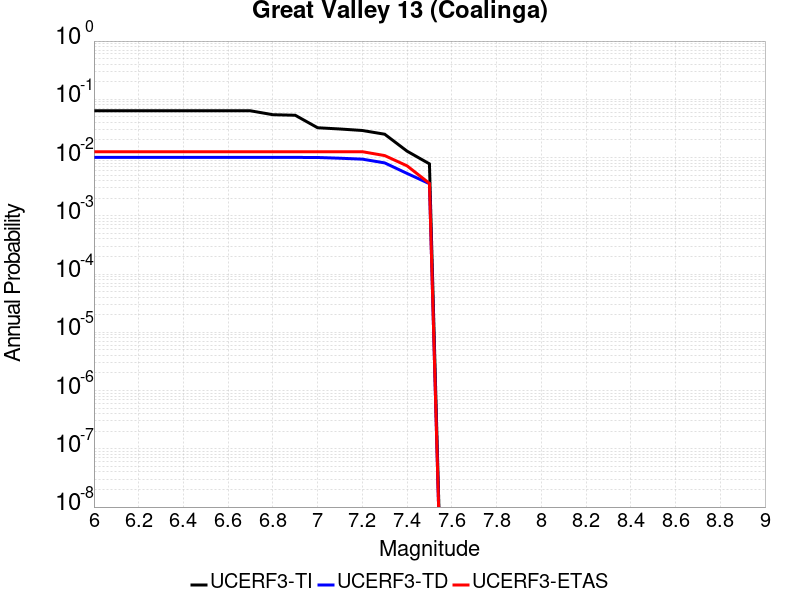 Great Valley 13 (Coalinga)
10^0
10^-1
10^-2
10^-3
10^-4
10^-5
10^-6
10^-7
10^-8
Annual Probability
6 6.2 6.4 6.6 6.8 7 7.2 7.4 7.6 7.8 8 8.2 8.4 8.6 8.8 9
Magnitude
UCERF3-TI UCERF3-TD UCERF3-ETAS